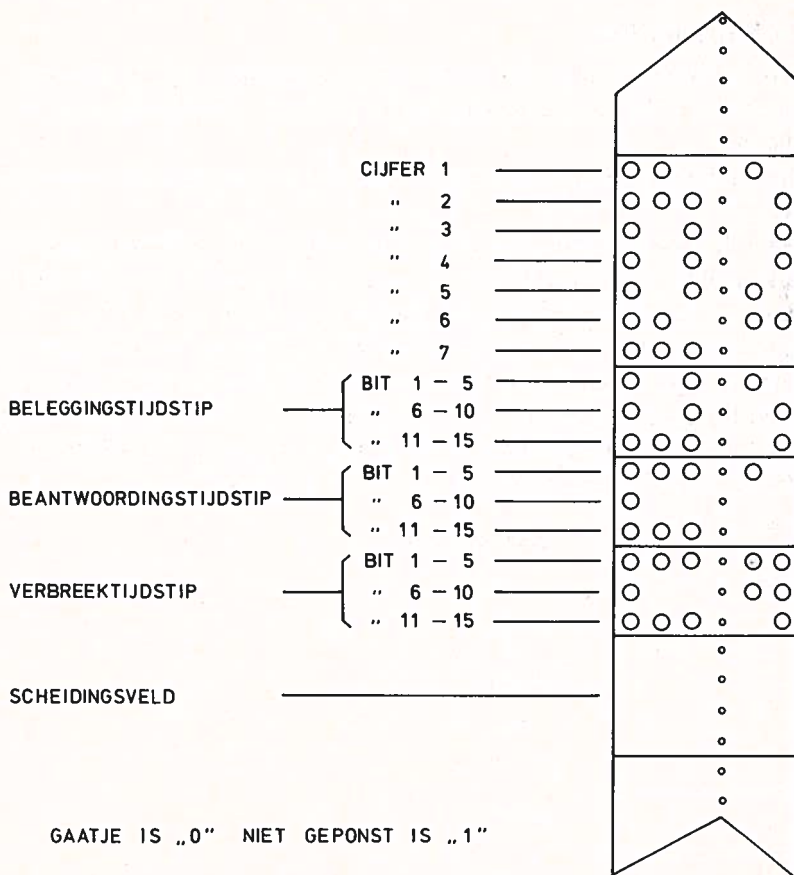 CIJFER 1
" 2
" 3
" 4
" 5
" 6
" 7
BELEGGINGSTIJDSTIP
BIT 1 – 5
" 6 – 10
" 11 – 15
BEANTWOORDINGSTIJDSTIP
BIT 1 – 5
" 6 – 10
" 11 – 15
VERBREEKTIJDSTIP
BIT 1 – 5
" 6 – 10
" 11 – 15
SCHEIDINGSVELD
GAATJE IS „0” NIET GEPONST IS „1”